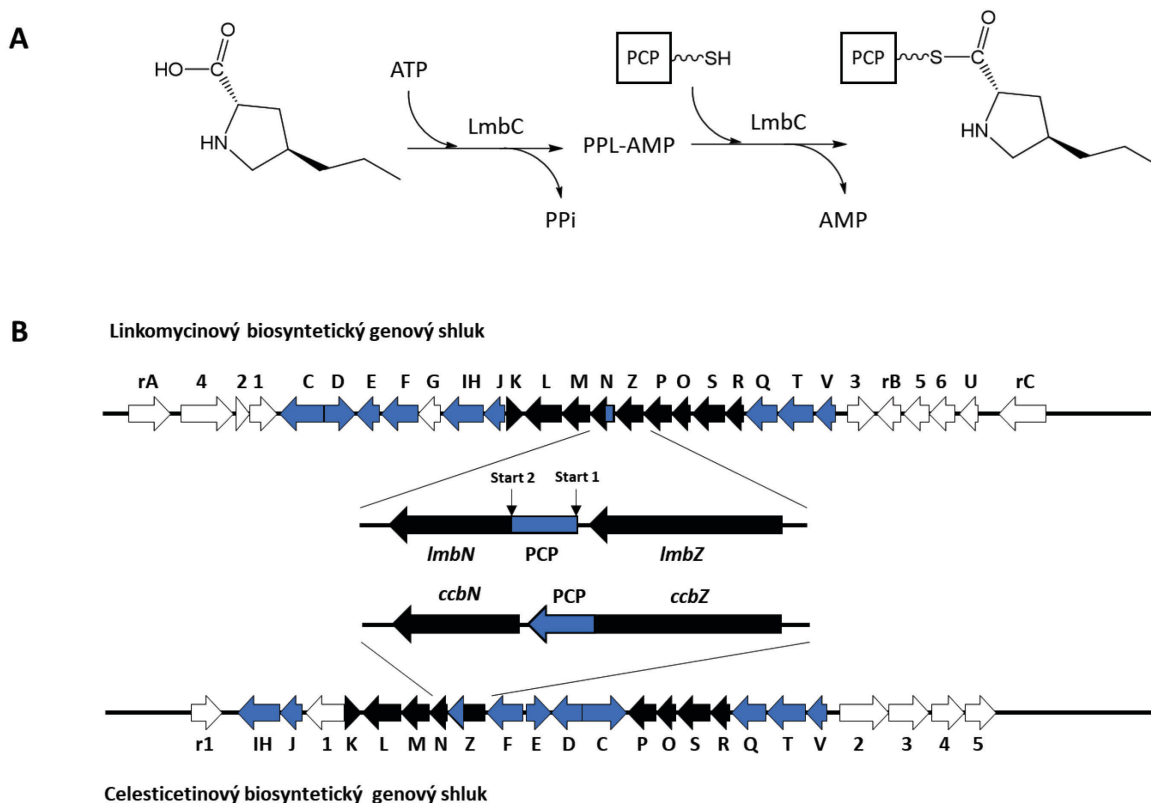 A
HO
O
C
HN
ATP
LmbC
PPi
PPL-AMP
PCP
SH
LmbC
AMP
PCP
S
C
O
HN
B
Linkomycinový biosyntetický genový shluk
rA 4 2 1 C D E F G IH J K L M N Z P O S R Q T V 3 rB 5 6 U rC
Start 2 Start 1
lmbN PCP lmbZ
ccbN PCP ccbZ
r1 IH J 1 K L M N Z F E D C P O S R Q T V 2 3 4 5
Celesticetinový biosyntetický genový shluk